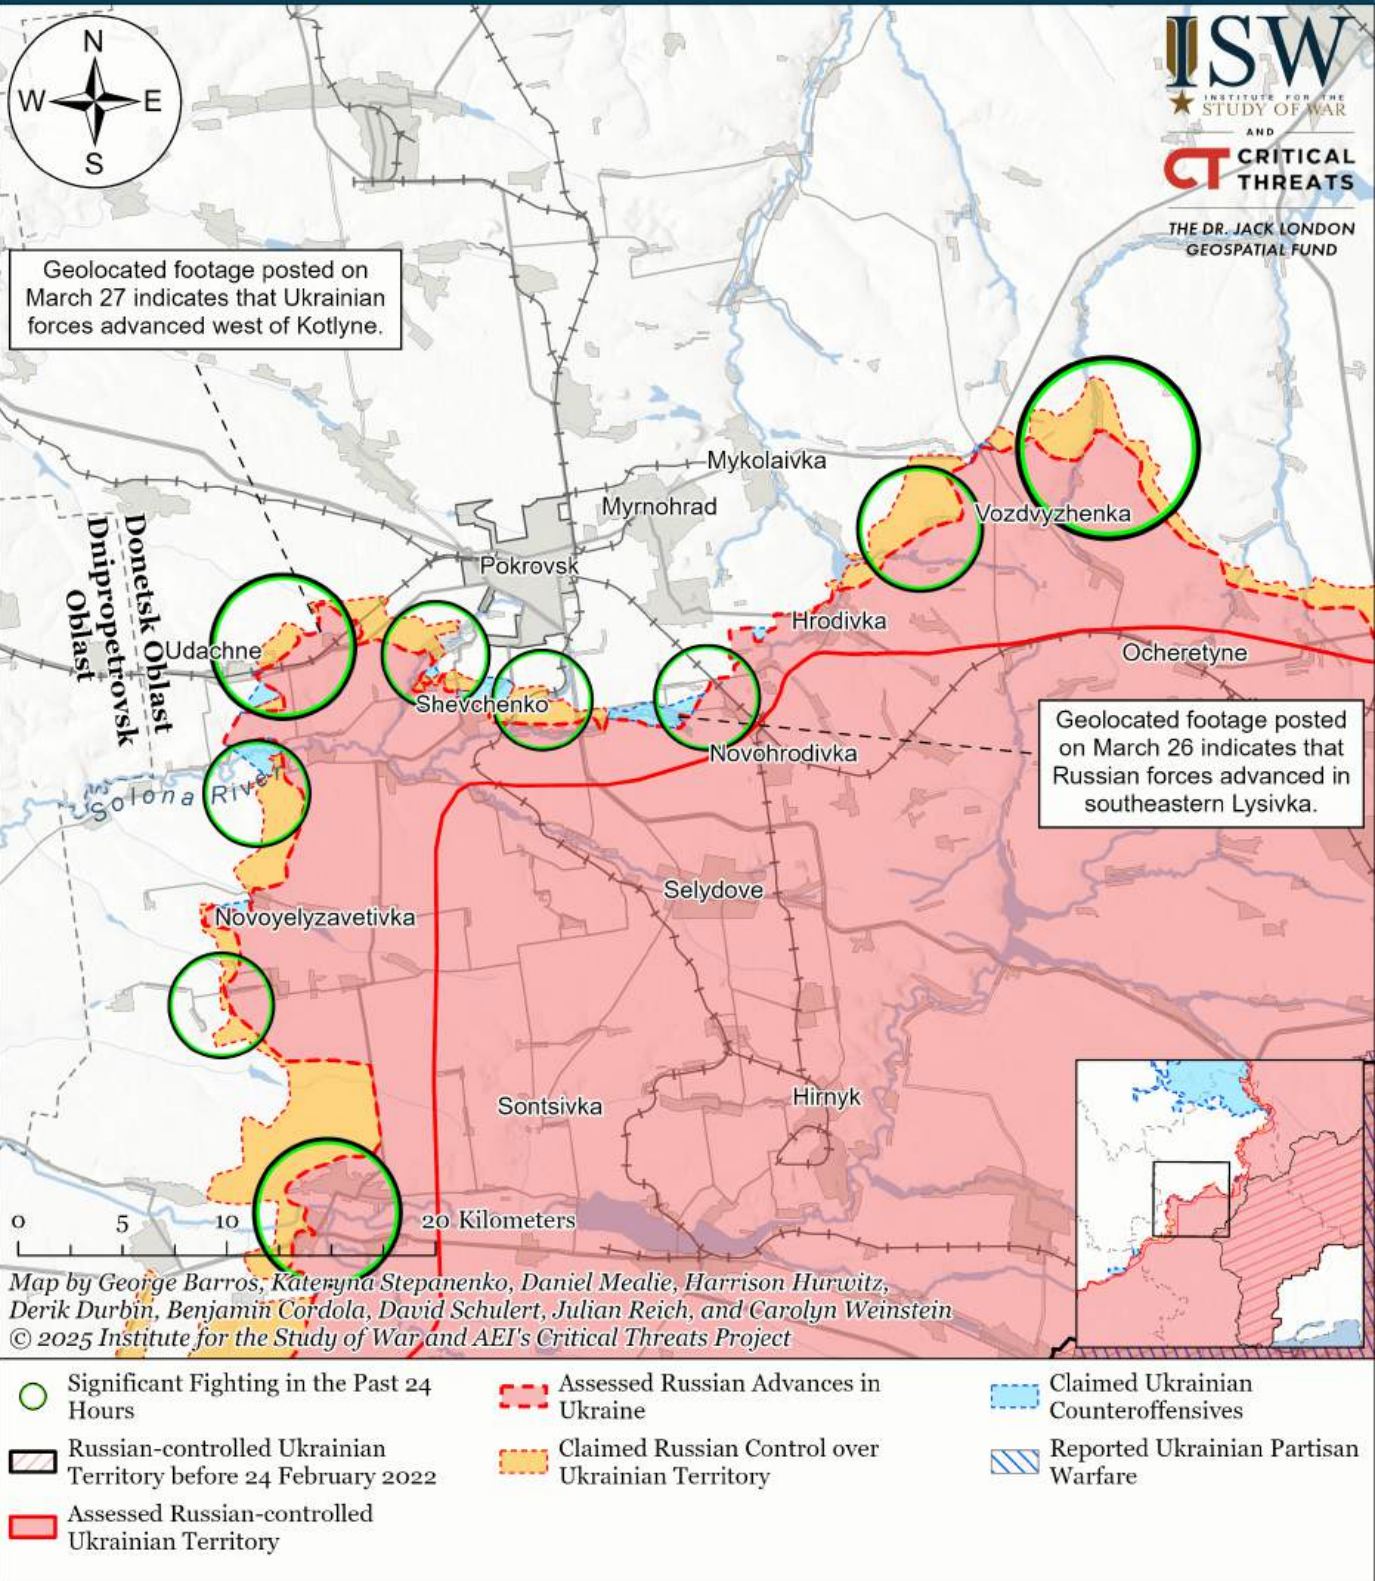 N
W E
S
ISW
INSTITUTE FOR THE
STUDY OF WAR
AND
CT CRITICAL
THREATS
THE DR. JACK LONDON
GEOSPATIAL FUND
Geolocated footage posted on
March 27 indicates that Ukrainian
forces advanced west of Kotlyne.
Mykolaivka
Myrnohrad
Vozdvyzhenka
Pokrovsk
Donetsk Oblast
Dnipropetrovsk
Oblast
Hrodivka
Udachne
Ocheretyne
Shevchenko
Geolocated footage posted
on March 26 indicates that
Russian forces advanced in
southeastern Lysivka.
Novohrodivka
Solona River
Selydove
Novoyelyzavetivka
Hirnyk
Sontsivka
0 5 10 20 Kilometers
Map by George Barros, Kateryna Stepanenko, Daniel Mealie, Harrison Hurwitz,
Derik Durbin, Benjamin Cordola, David Schulert, Julian Reich, and Carolyn Weinstein
© 2025 Institute for the Study of War and AEI's Critical Threats Project
Significant Fighting in the Past 24
Hours
Russian-controlled Ukrainian
Territory before 24 February 2022
Assessed Russian-controlled
Ukrainian Territory
Assessed Russian Advances in
Ukraine
Claimed Russian Control over
Ukrainian Territory
Claimed Ukrainian
Counteroffensives
Reported Ukrainian Partisan
Warfare